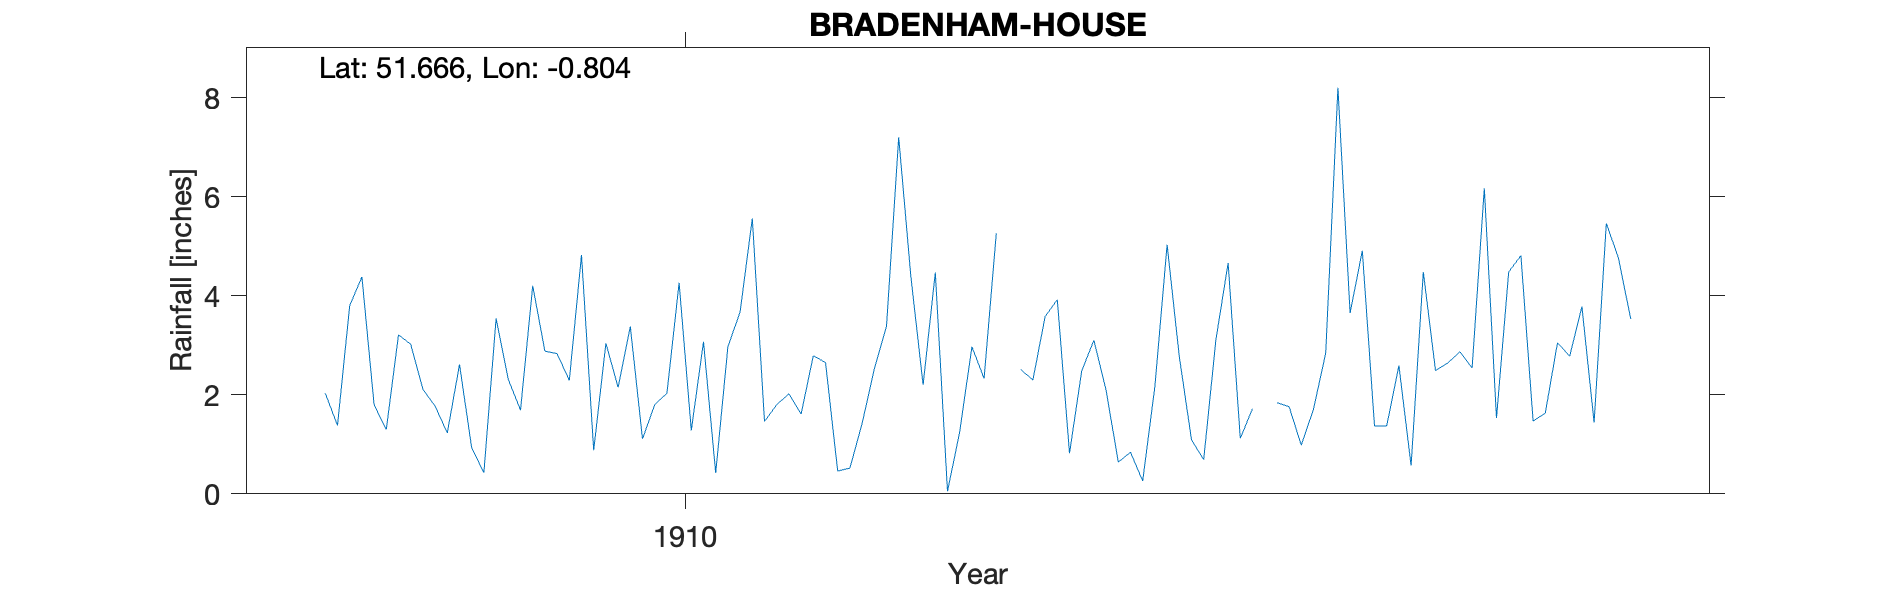 BRADENHAM-HOUSE
Lat: 51.666, Lon: -0.804
8
6
4
2
0
Rainfall [inches]
1910
Year